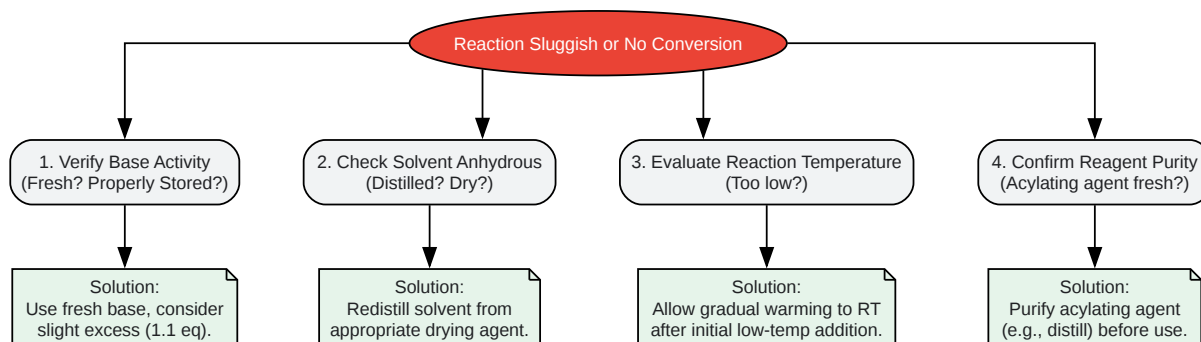 Reaction Sluggish or No Conversion
1. Verify Base Activity
(Fresh? Properly Stored?)
2. Check Solvent Anhydrous
(Distilled? Dry?)
3. Evaluate Reaction Temperature
(Too low?)
4. Confirm Reagent Purity
(Acylating agent fresh?)
Solution:
Use fresh base, consider
slight excess (1.1 eq).
Solution:
Redistill solvent from
appropriate drying agent.
Solution:
Allow gradual warming to RT
after initial low-temp addition.
Solution:
Purify acylating agent
(e.g., distill) before use.